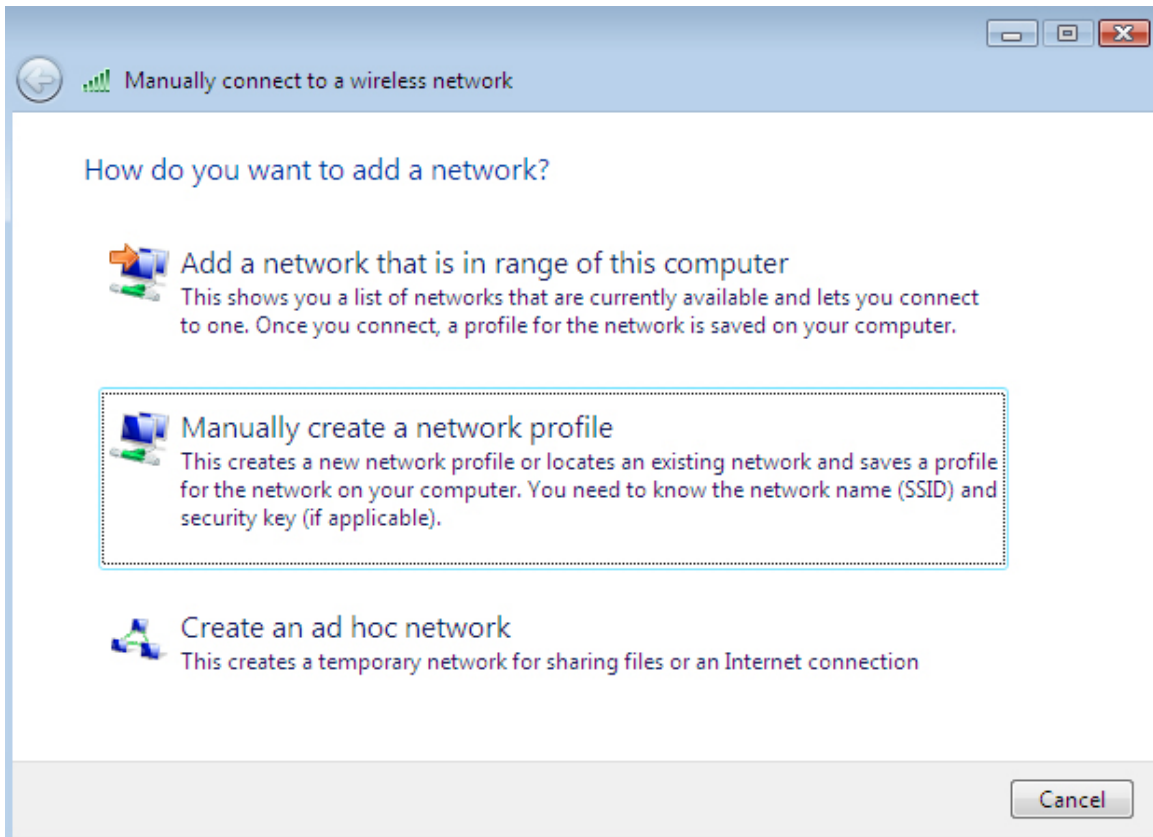 Manually connect to a wireless network
How do you want to add a network?
Add a network that is in range of this computer
This shows you a list of networks that are currently available and lets you connect
to one. Once you connect, a profile for the network is saved on your computer.
Manually create a network profile
This creates a new network profile or locates an existing network and saves a profile
for the network on your computer. You need to know the network name (SSID) and
security key (if applicable).
Create an ad hoc network
This creates a temporary network for sharing files or an Internet connection
Cancel